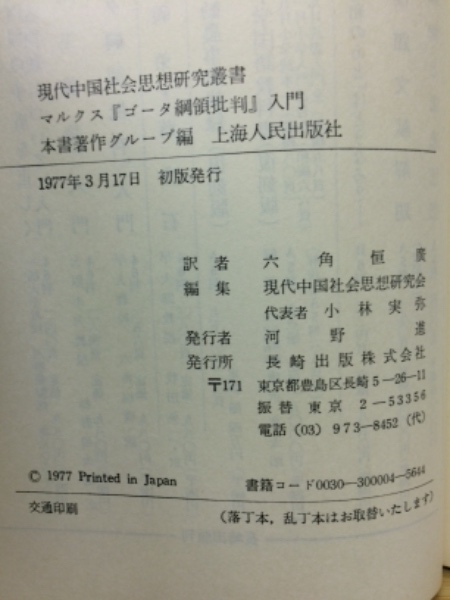 現代中国社会思想研究叢書
マルクス『ゴータ綱領批判』入門
本書著作グループ編 上海人民出版社
1977年3月17日 初版発行
訳者 六角恒廣
編集 現代中国社会思想研究会
代表者 小林実弥
発行者 河野進
発行所 長崎出版株式会社
〒171 東京都豊島区長崎5-26-11
振替 東京 2-53356
電話 (03) 973-8452 (代)
© 1977 Printed in Japan 書籍コード0030-300004-5644
交通印刷 (落丁本, 乱丁本はお取替いたします)